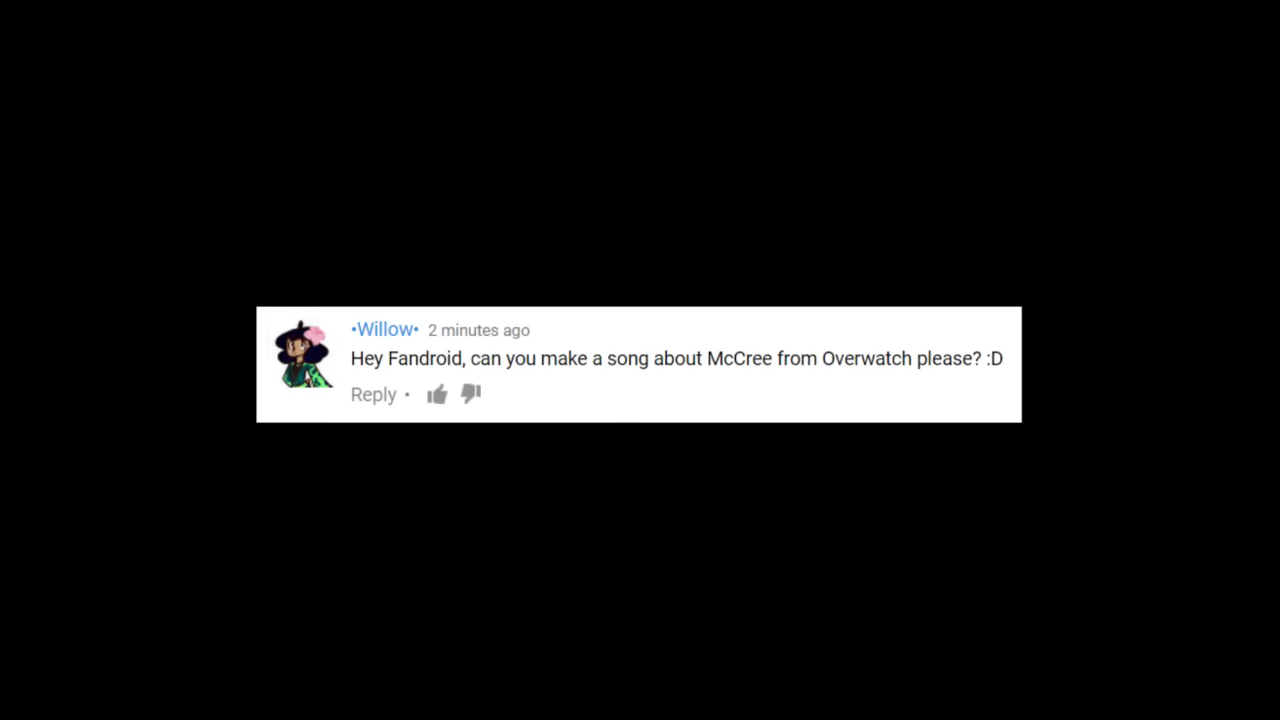 •Willow• 2 minutes ago
Hey Fandroid, can you make a song about McCree from Overwatch please? :D
Reply •